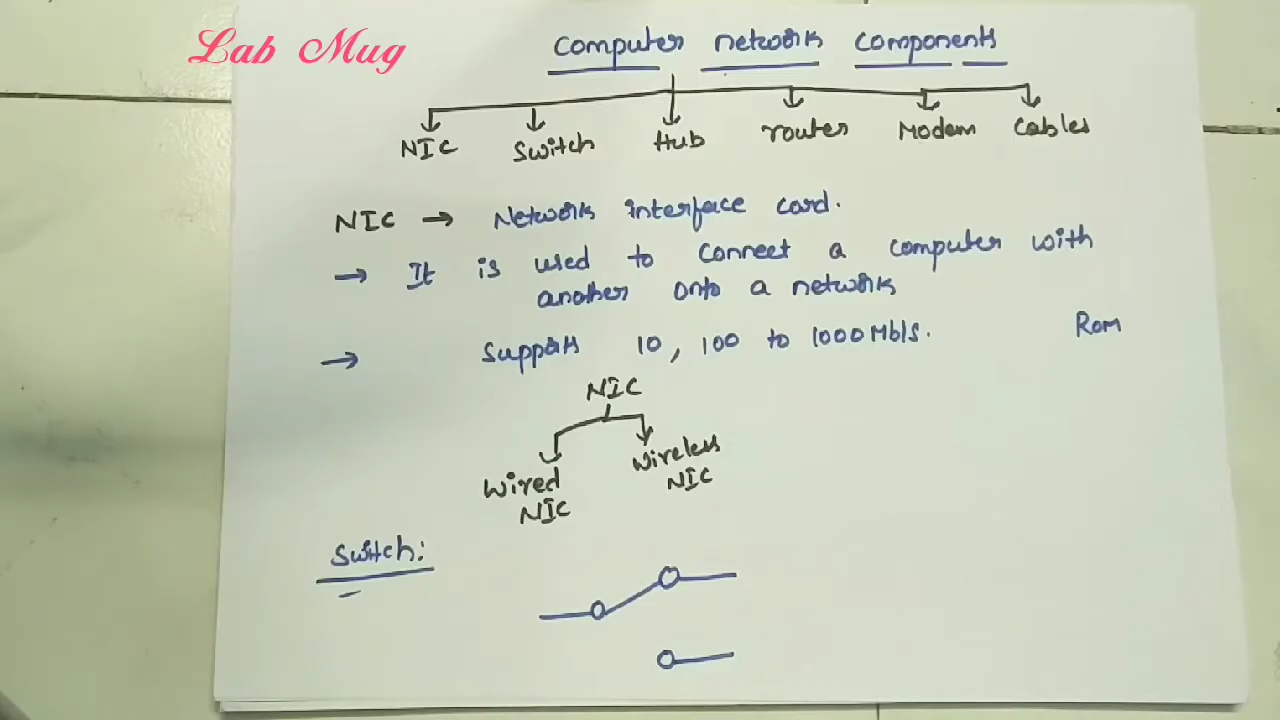 Lab Mug
Computer network components
NIC Switch Hub router Modem Cables
NIC → Network interface card.
→ It is used to connect a computer with
another onto a network
→ Supports 10, 100 to 1000 Mb/s. Rom
NIC
Wired NIC
Wireless NIC
Switch: